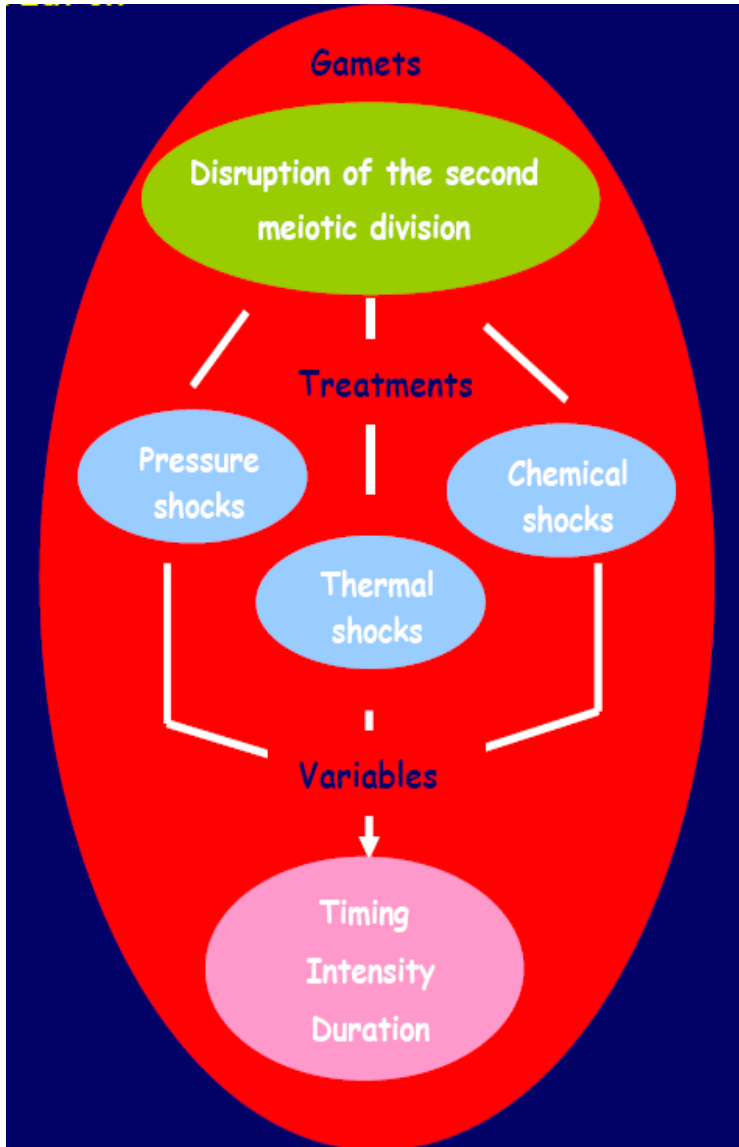 Gamets
Disruption of the second
meiotic division
Treatments
Pressure
shocks
Chemical
shocks
Thermal
shocks
Variables
Timing
Intensity
Duration